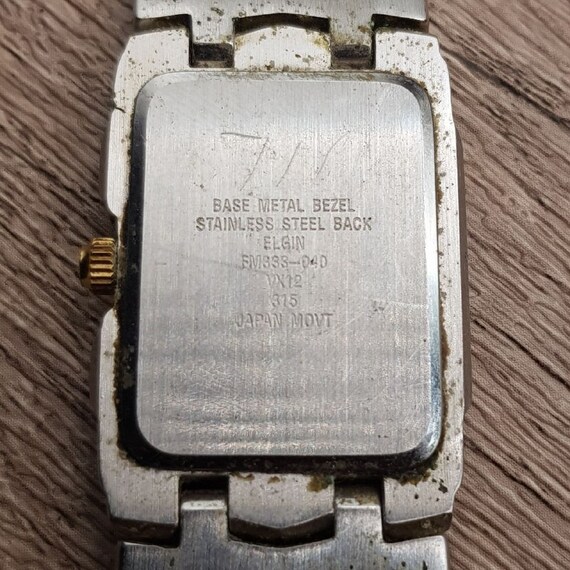 BASE METAL BEZEL
STAINLESS STEEL BACK
ELGIN
FM333-040
VX12
315
JAPAN MOVT